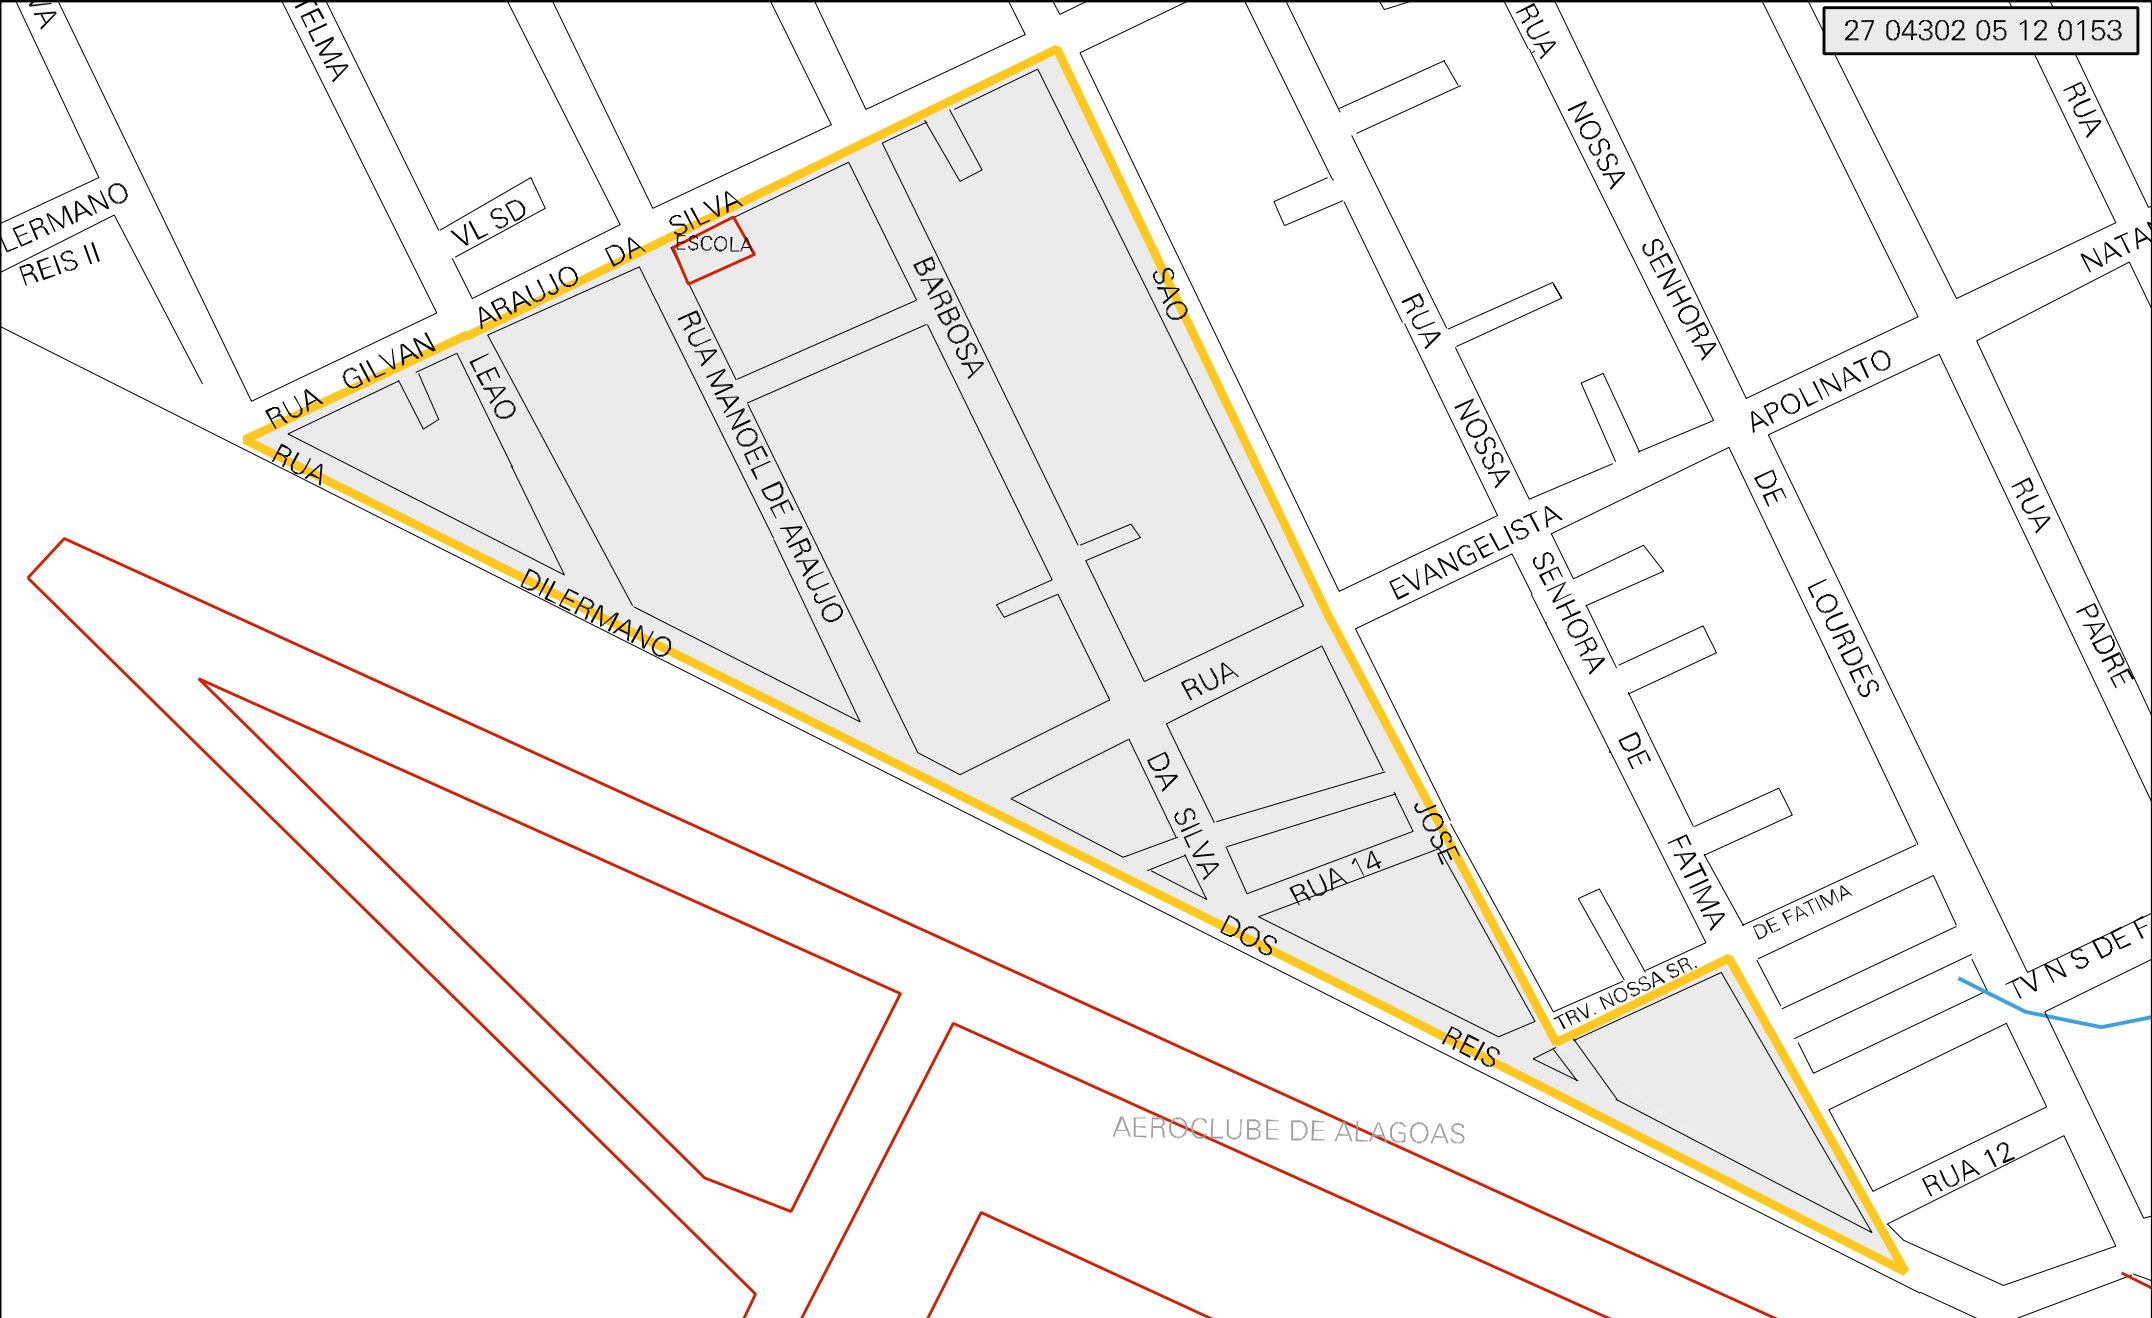 27 04302 05 12 0153
TELMA
RUA
NOSSA
SENHORA
DE
LOURDES
RUA
LERMANO
REIS II
VL SD
RUA GILVAN ARAUJO DA SILVA
ESCOLA
LEAO
RUA MANOEL DE ARAUJO
BARBOSA
DA SILVA
SAO
JOSE
RUA
NOSSA
SENHORA
DE
FATIMA
RUA
EVANGELISTA
APOLINATO
RUA
PADRE
RUA DILERMANO DOS REIS
RUA 14
TRV. NOSSA SR.
DE FATIMA
TV N S DE F
RUA 12
AEROCLUBE DE ALAGOAS